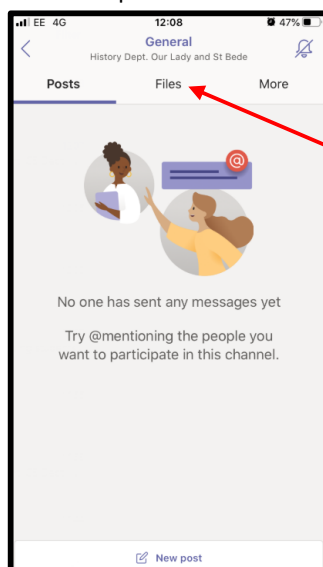 EE 4G 12:08 47%
General
History Dept. Our Lady and St Bede
Posts Files More
@
No one has sent any messages yet
Try @mentioning the people you
want to participate in this channel.
New post